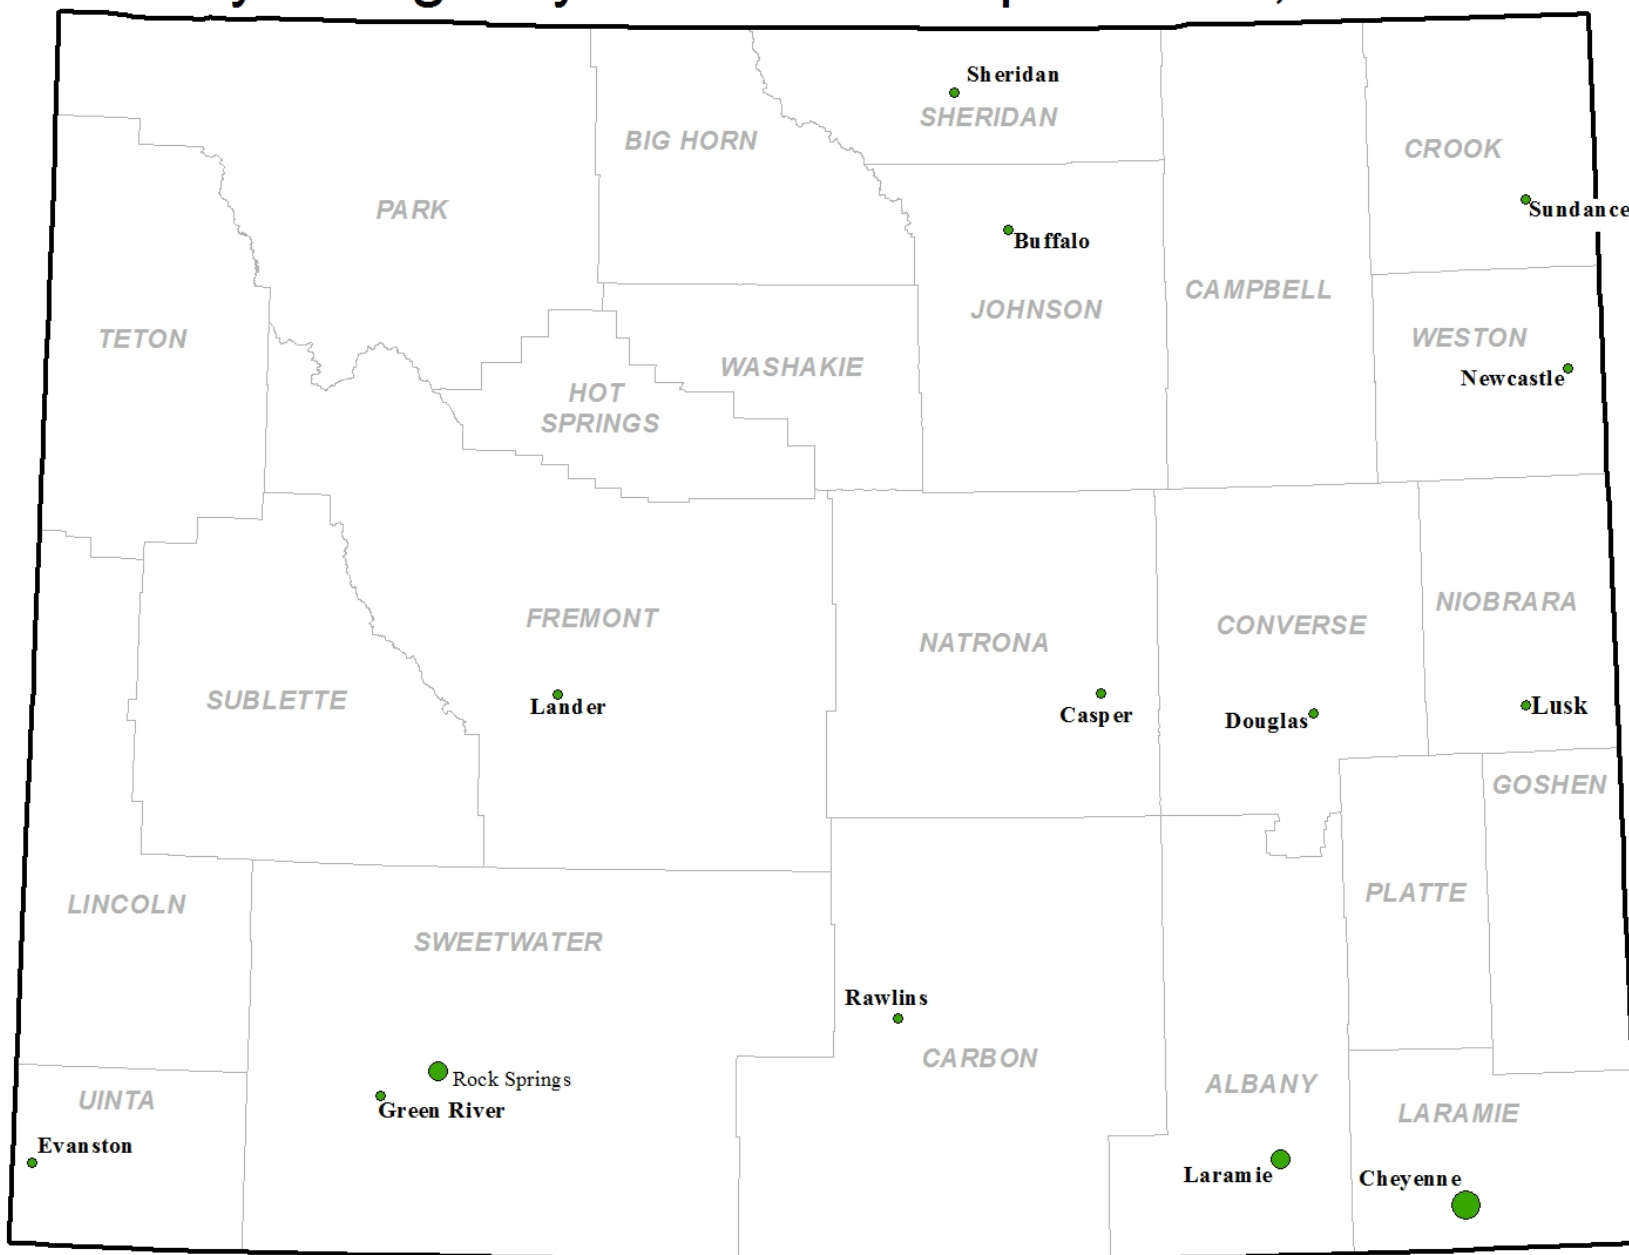 Sheridan
SHERIDAN
BIG HORN
CROOK
PARK
Sundance
Buffalo
CAMPBELL
JOHNSON
TETON
WESTON
WASHAKIE
Newcastle
HOT
SPRINGS
NIOBRARA
FREMONT
CONVERSE
NATRONA
SUBLETTE
Lander
Casper
Douglas
Lusk
GOSHEN
PLATTE
LINCOLN
SWEETWATER
Rawlins
CARBON
Rock Springs
ALBANY
UINTA
Green River
LARAMIE
Evanston
Laramie
Cheyenne